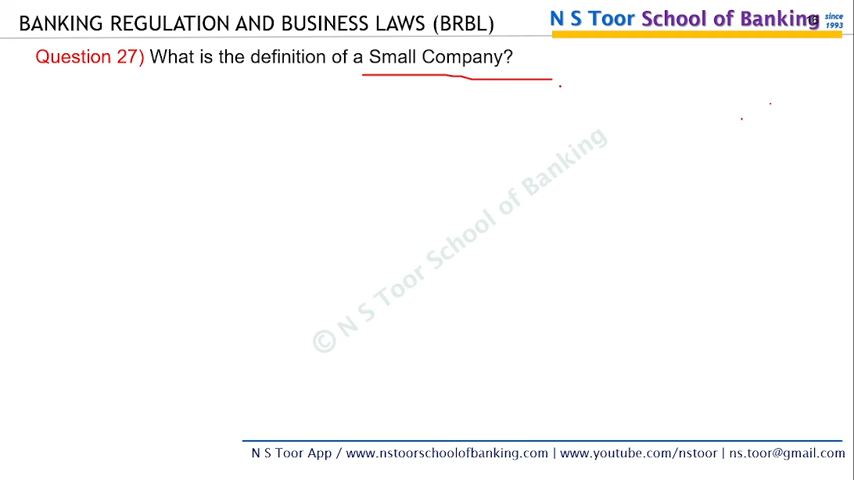 BANKING REGULATION AND BUSINESS LAWS (BRBL)
N S Toor School of Banking since 1993
Question 27) What is the definition of a Small Company?
© N S Toor School of Banking
N S Toor App / www.nstoorschoolofbanking.com | www.youtube.com/nstoor | ns.toor@gmail.com